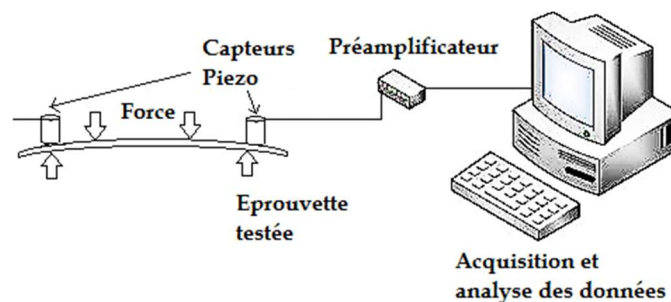 Capteurs
Piezo
Préamplificateur
Force
Eprouvette
testée
Acquisition et
analyse des données